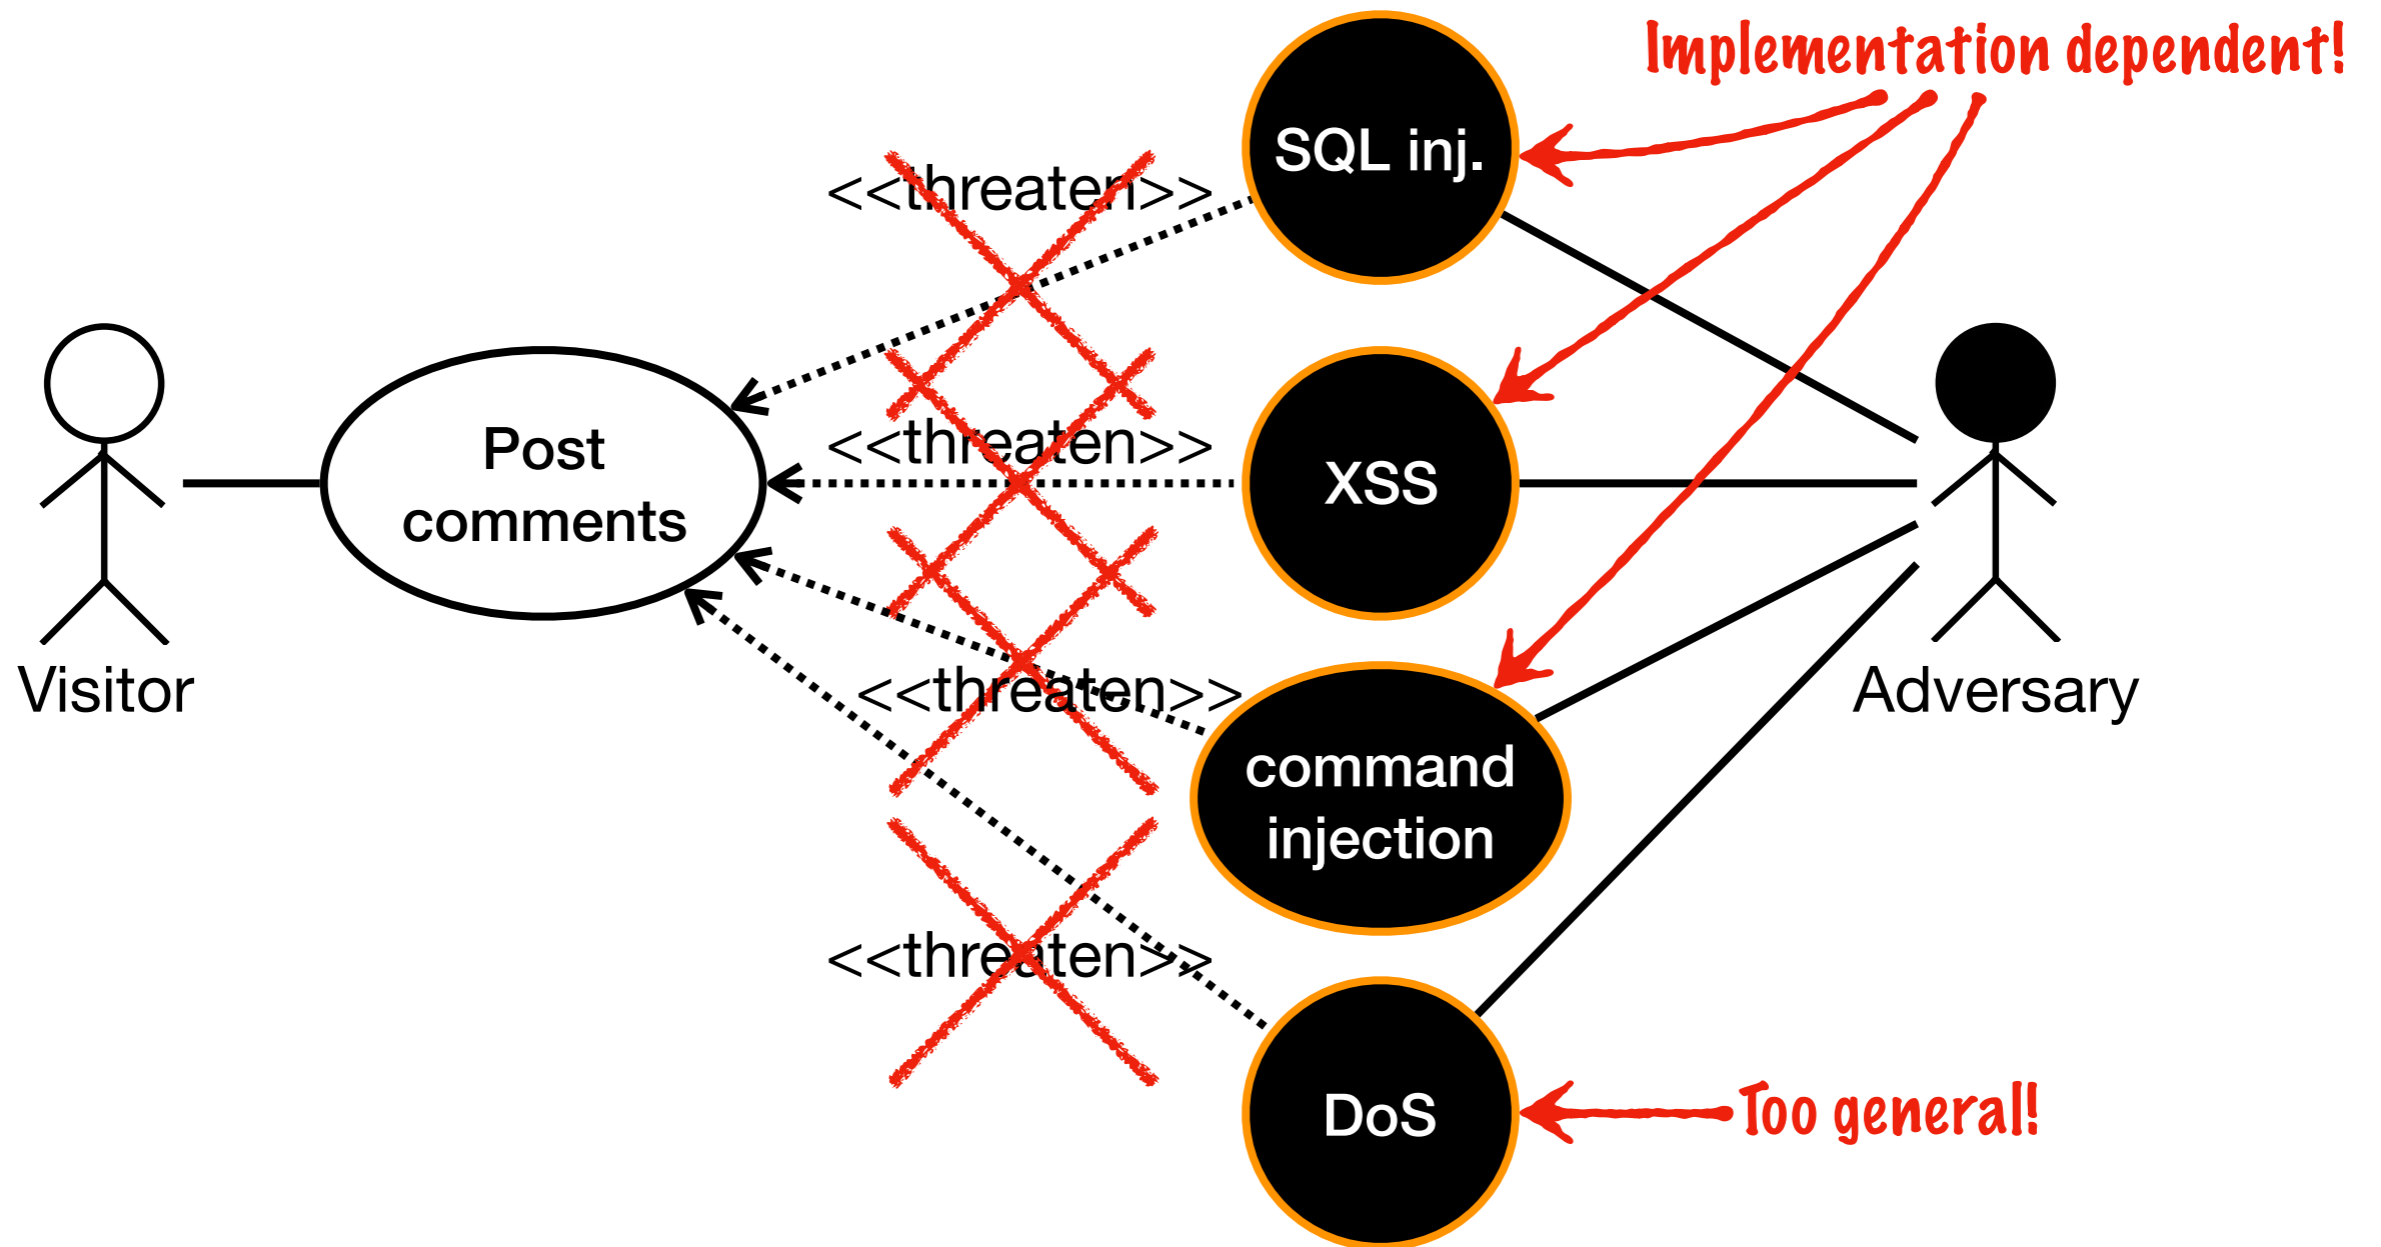 Implementation dependent!
SQL inj.
<<threaten>>
Post
comments
<<threaten>>
XSS
Visitor
<<threaten>>
Adversary
command
injection
<<threaten>>
DoS
Too general!